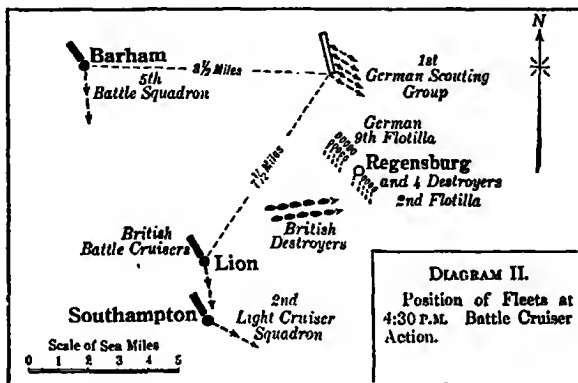 N
Barham
5th
Battle Squadron
8½ Miles
1st
German Scouting
Group
German
9th Flotilla
Regensburg
and 4 Destroyers
2nd Flotilla
7½ Miles
British
Destroyers
British
Battle Cruisers
Lion
Southampton
2nd
Light Cruiser
Squadron
Scale of Sea Miles
0 1 2 3 4 5
DIAGRAM II.
Position of Fleets at
4:30 P.M. Battle Cruiser
Action.